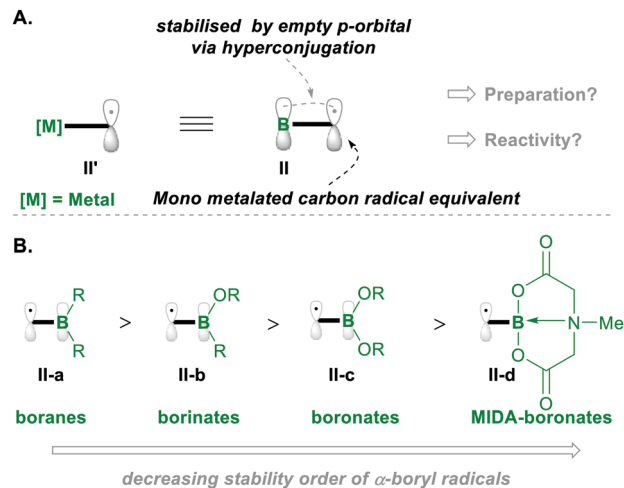 A.
stabilised by empty p-orbital
via hyperconjugation
[M]
B
II'
II
Preparation?
Reactivity?
[M] = Metal
Mono metalated carbon radical equivalent
B.
B
R
R
>
B
OR
R
>
B
OR
OR
>
B
O
O
O
O
N
Me
II-a
II-b
II-c
II-d
boranes
borinates
boronates
MIDA-boronates
decreasing stability order of α-boryl radicals